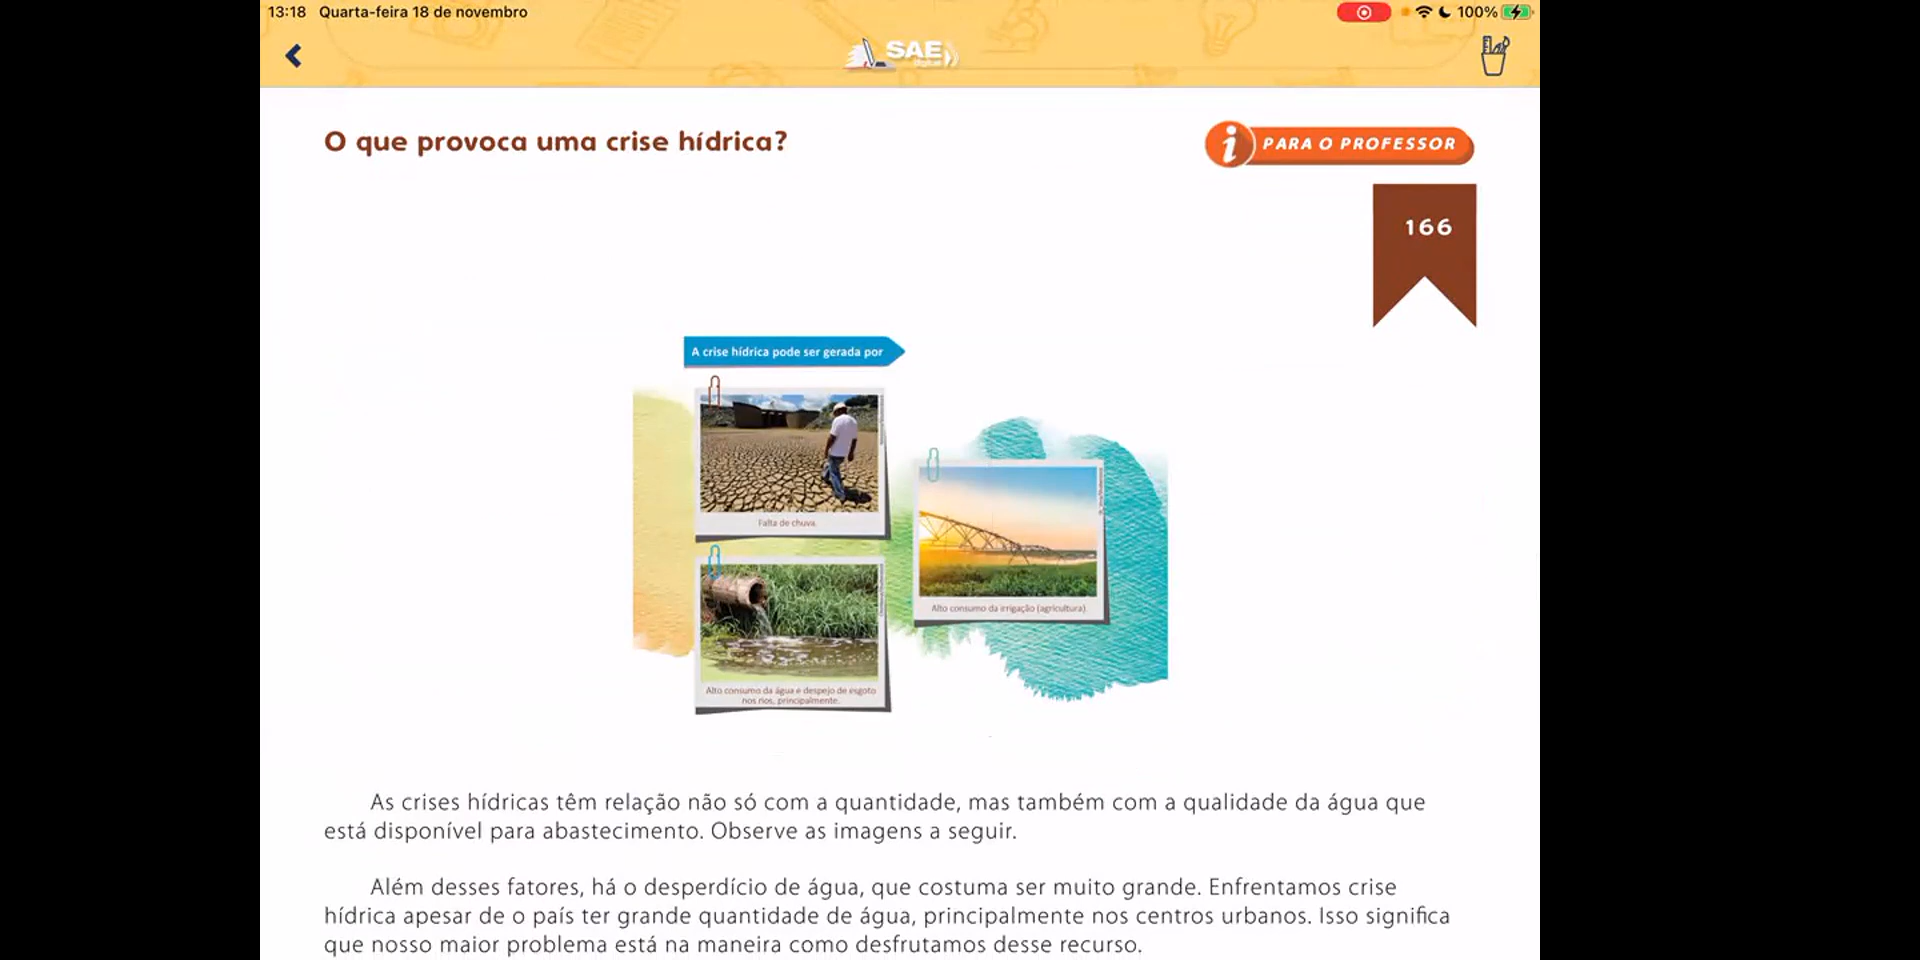 13:18 Quarta-feira 18 de novembro
100%
SAE
digital
O que provoca uma crise hídrica?
i PARA O PROFESSOR
166
A crise hídrica pode ser gerada por
Falta de chuva.
Alto consumo da irrigação (agricultura).
Alto consumo da água e despejo de esgoto
nos rios, principalmente.
As crises hídricas têm relação não só com a quantidade, mas também com a qualidade da água que
está disponível para abastecimento. Observe as imagens a seguir.
Além desses fatores, há o desperdício de água, que costuma ser muito grande. Enfrentamos crise
hídrica apesar de o país ter grande quantidade de água, principalmente nos centros urbanos. Isso significa
que nosso maior problema está na maneira como desfrutamos desse recurso.